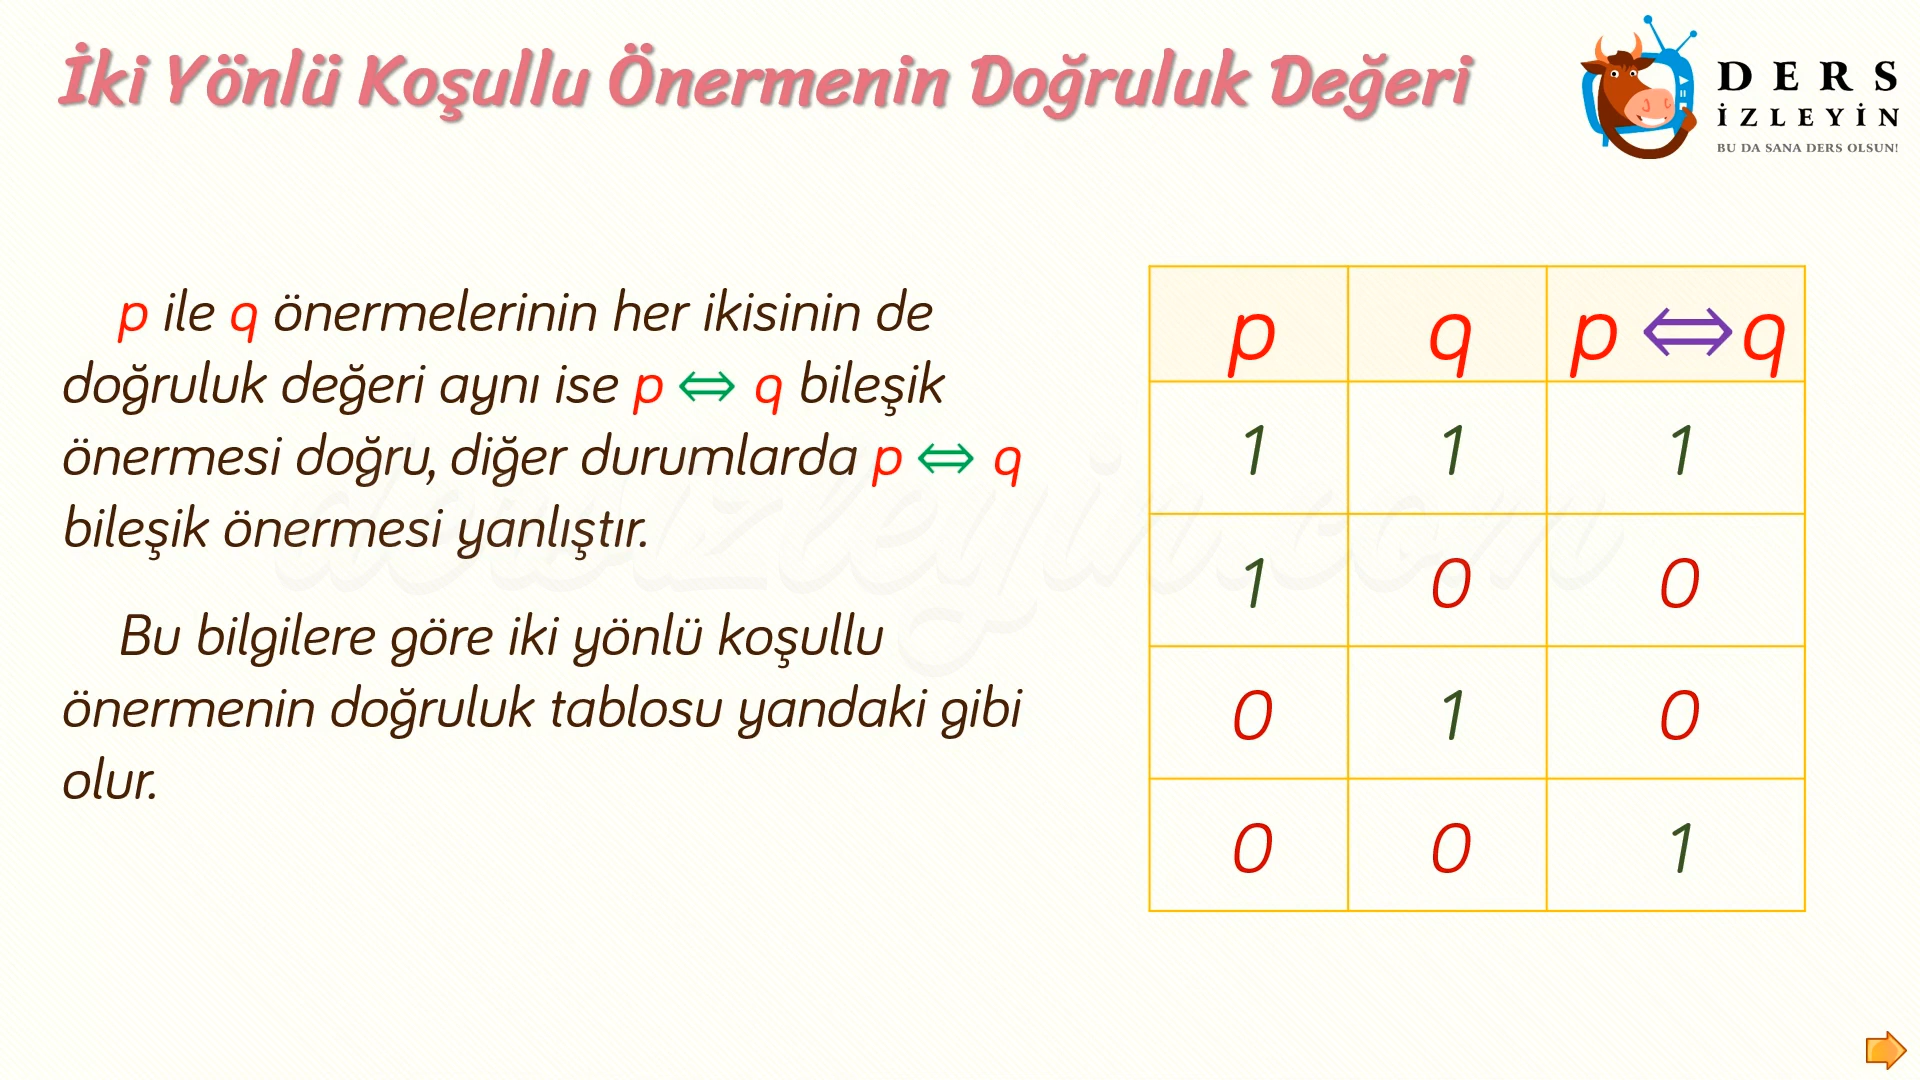 İki Yönlü Koşullu Önermenin Doğruluk Değeri
DERS
İZLEYİN
BU DA SANA DERS OLSUN!
p ile q önermelerinin her ikisinin de
doğruluk değeri aynı ise p ⇔ q bileşik
önermesi doğru, diğer durumlarda p ⇔ q
bileşik önermesi yanlıştır.
Bu bilgilere göre iki yönlü koşullu
önermenin doğruluk tablosu yandaki gibi
olur.
p q p ⇔ q
1 1 1
1 0 0
0 1 0
0 0 1
dersizleyin.com